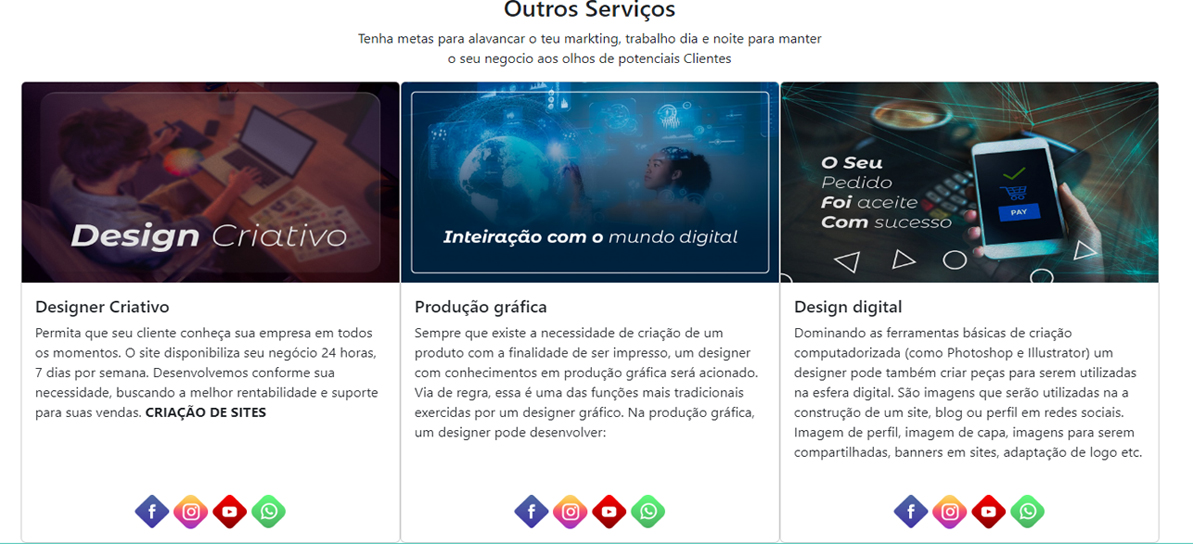 Outros Serviços
Tenha metas para alavancar o teu markting, trabalho dia e noite para manter
o seu negocio aos olhos de potenciais Clientes
Design Criativo
Designer Criativo
Permita que seu cliente conheça sua empresa em todos
os momentos. O site disponibiliza seu negócio 24 horas,
7 dias por semana. Desenvolvemos conforme sua
necessidade, buscando a melhor rentabilidade e suporte
para suas vendas. CRIAÇÃO DE SITES
Inteiração com o mundo digital
Produção gráfica
Sempre que existe a necessidade de criação de um
produto com a finalidade de ser impresso, um designer
com conhecimentos em produção gráfica será acionado.
Via de regra, essa é uma das funções mais tradicionais
exercidas por um designer gráfico. Na produção gráfica,
um designer pode desenvolver:
O Seu
Pedido
Foi aceite
Com sucesso
PAY
Design digital
Dominando as ferramentas básicas de criação
computadorizada (como Photoshop e Illustrator) um
designer pode também criar peças para serem utilizadas
na esfera digital. São imagens que serão utilizadas na a
construção de um site, blog ou perfil em redes sociais.
Imagem de perfil, imagem de capa, imagens para serem
compartilhadas, banners em sites, adaptação de logo etc.